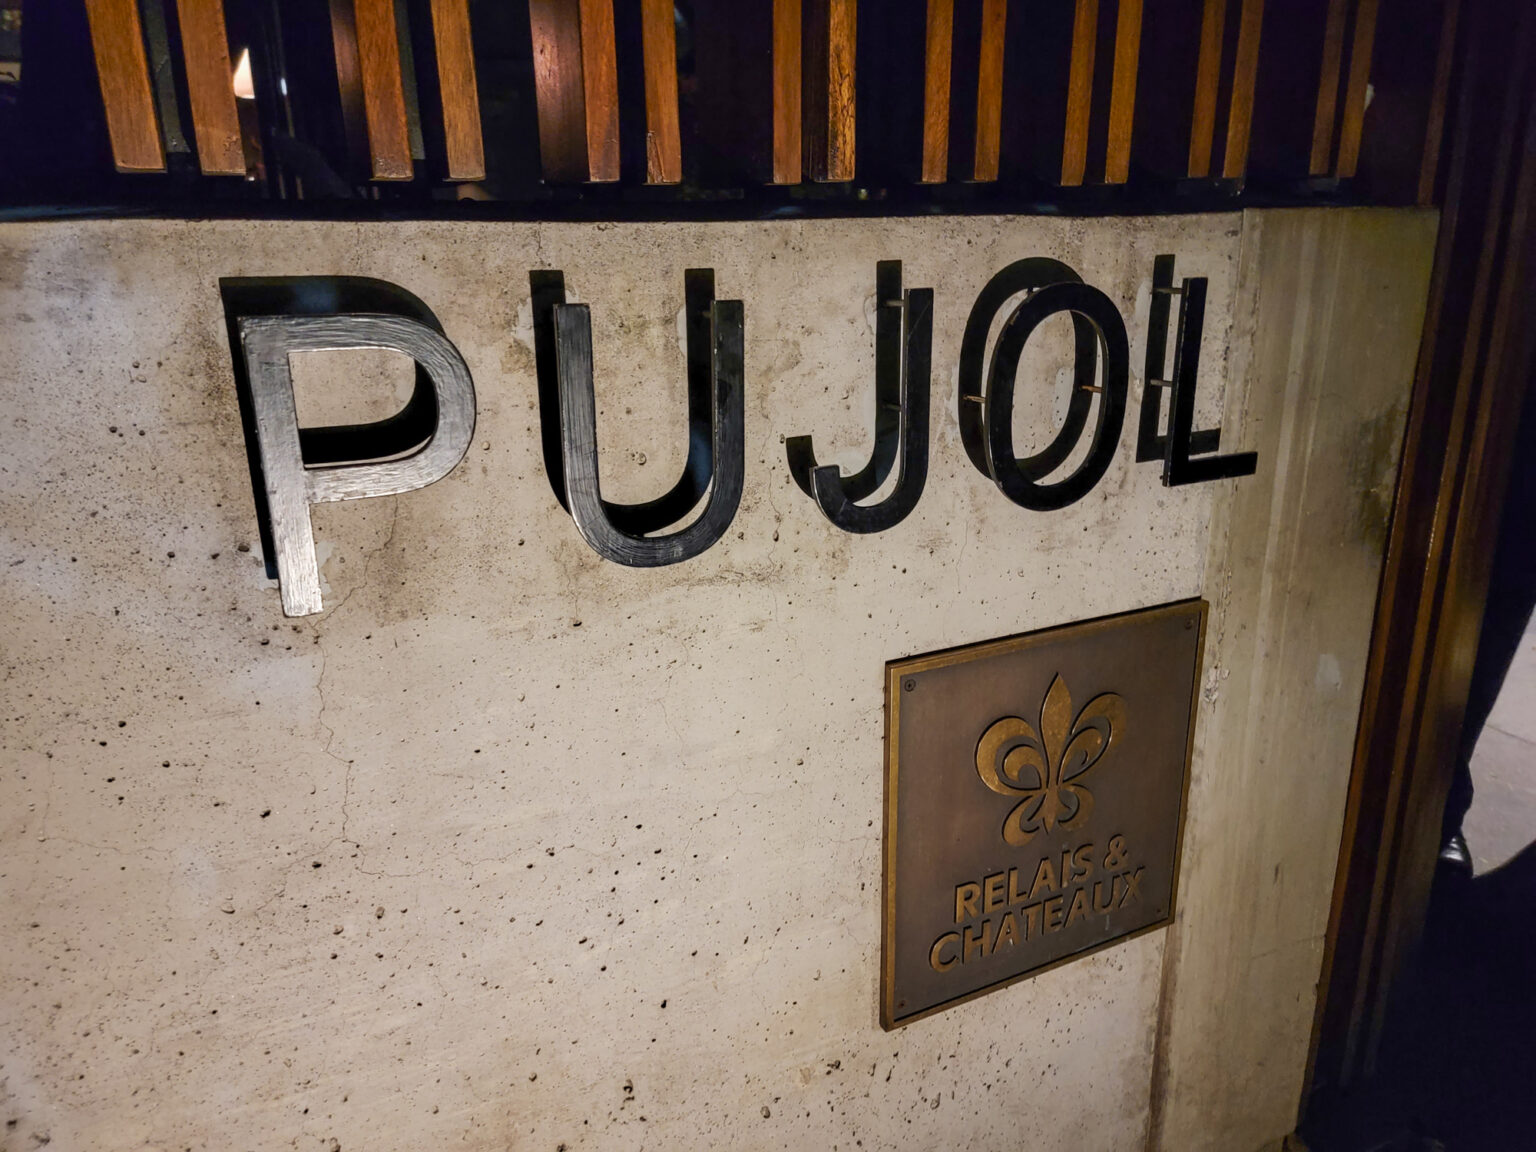 PUJOL
RELAIS &
CHATEAUX